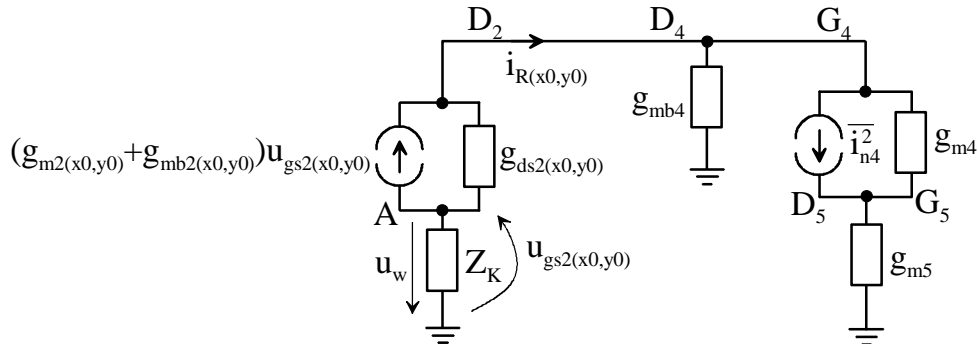 D2 D4 G4
iR(x0,y0)
gmb4
(gm2(x0,y0)+gmb2(x0,y0))ugs2(x0,y0)
gds2(x0,y0)
i²n4
gm4
A
D5 G5
uw
ZK
ugs2(x0,y0)
gm5